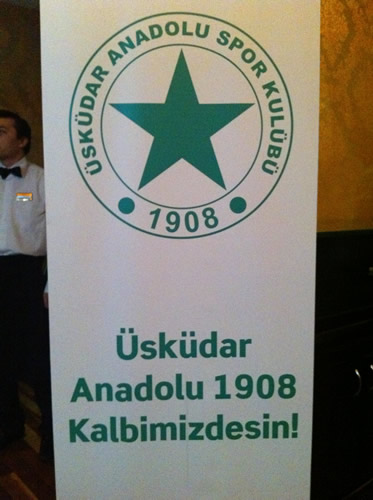 ÜSKÜDAR ANADOLU SPOR KULÜBÜ
1908
Üsküdar
Anadolu 1908
Kalbimizdesin!